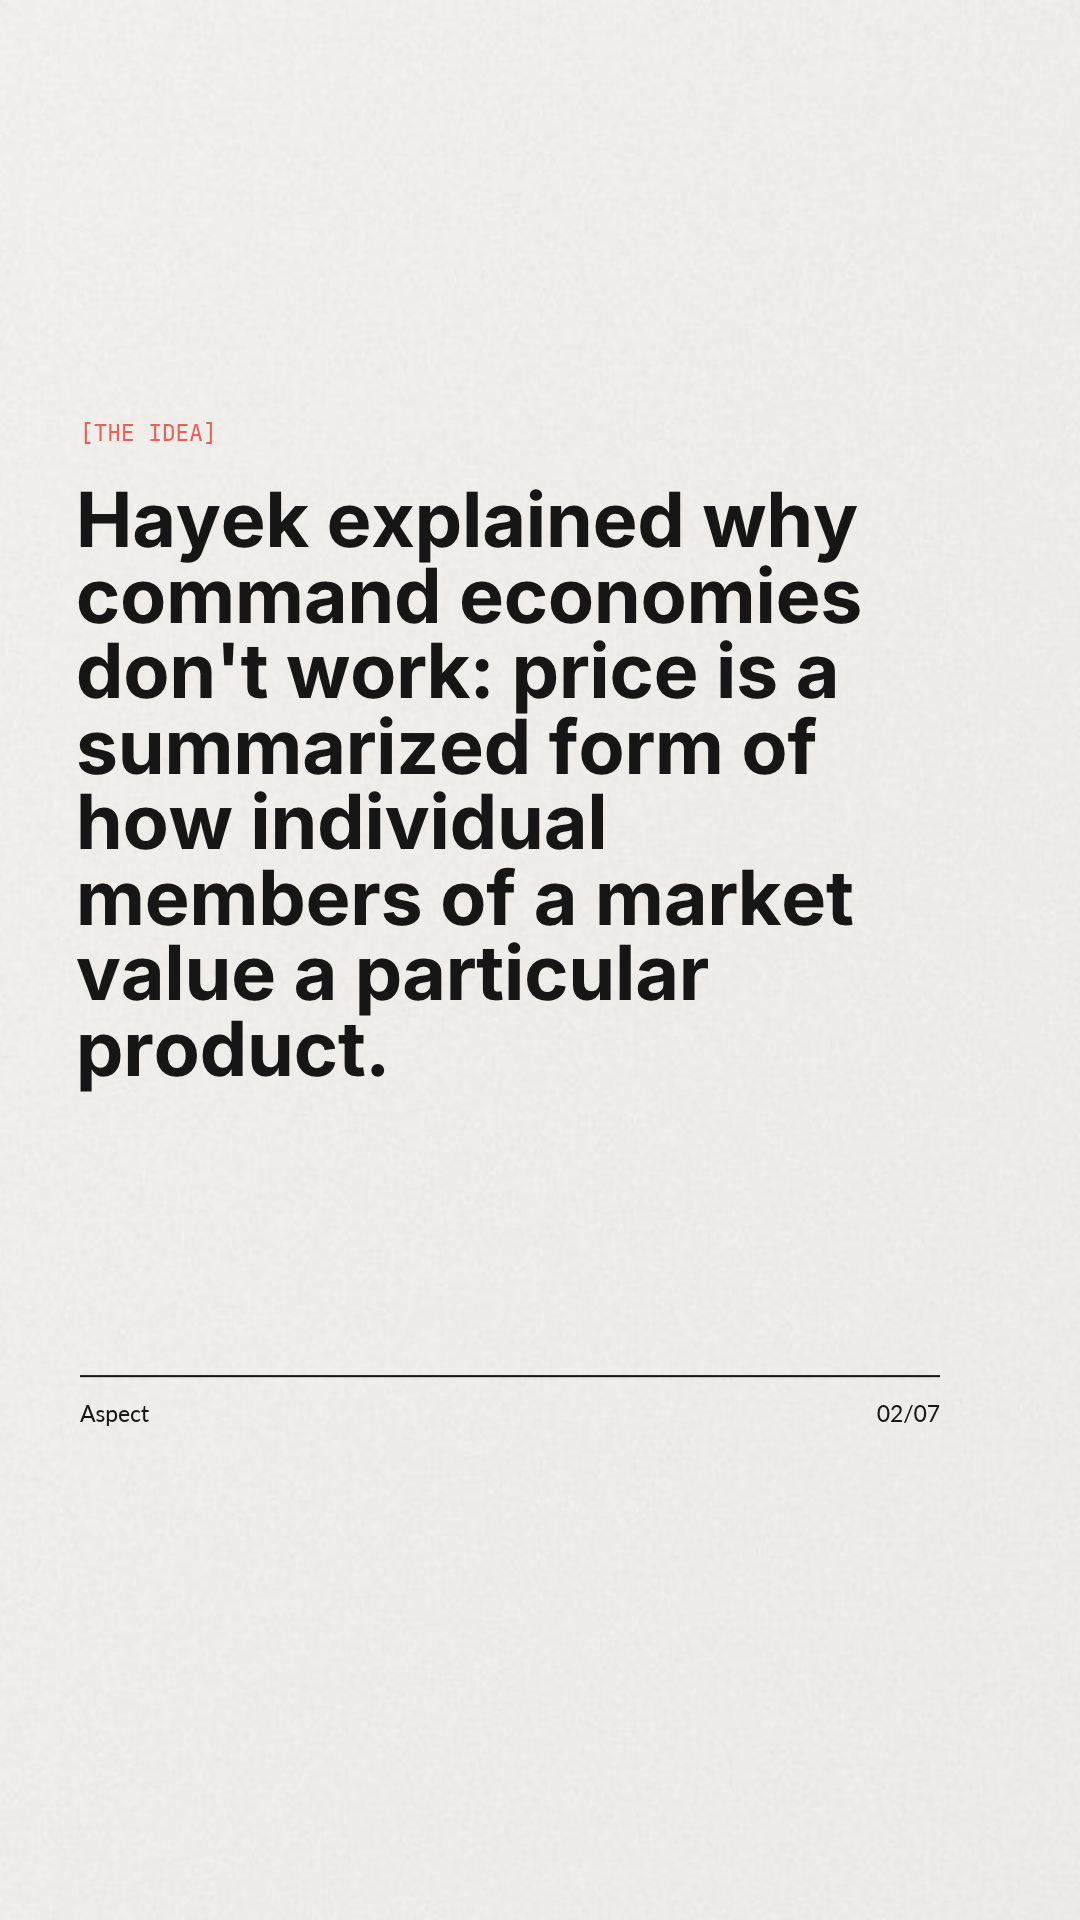 [THE IDEA]
Hayek explained why
command economies
don't work: price is a
summarized form of
how individual
members of a market
value a particular
product.
Aspect
02/07